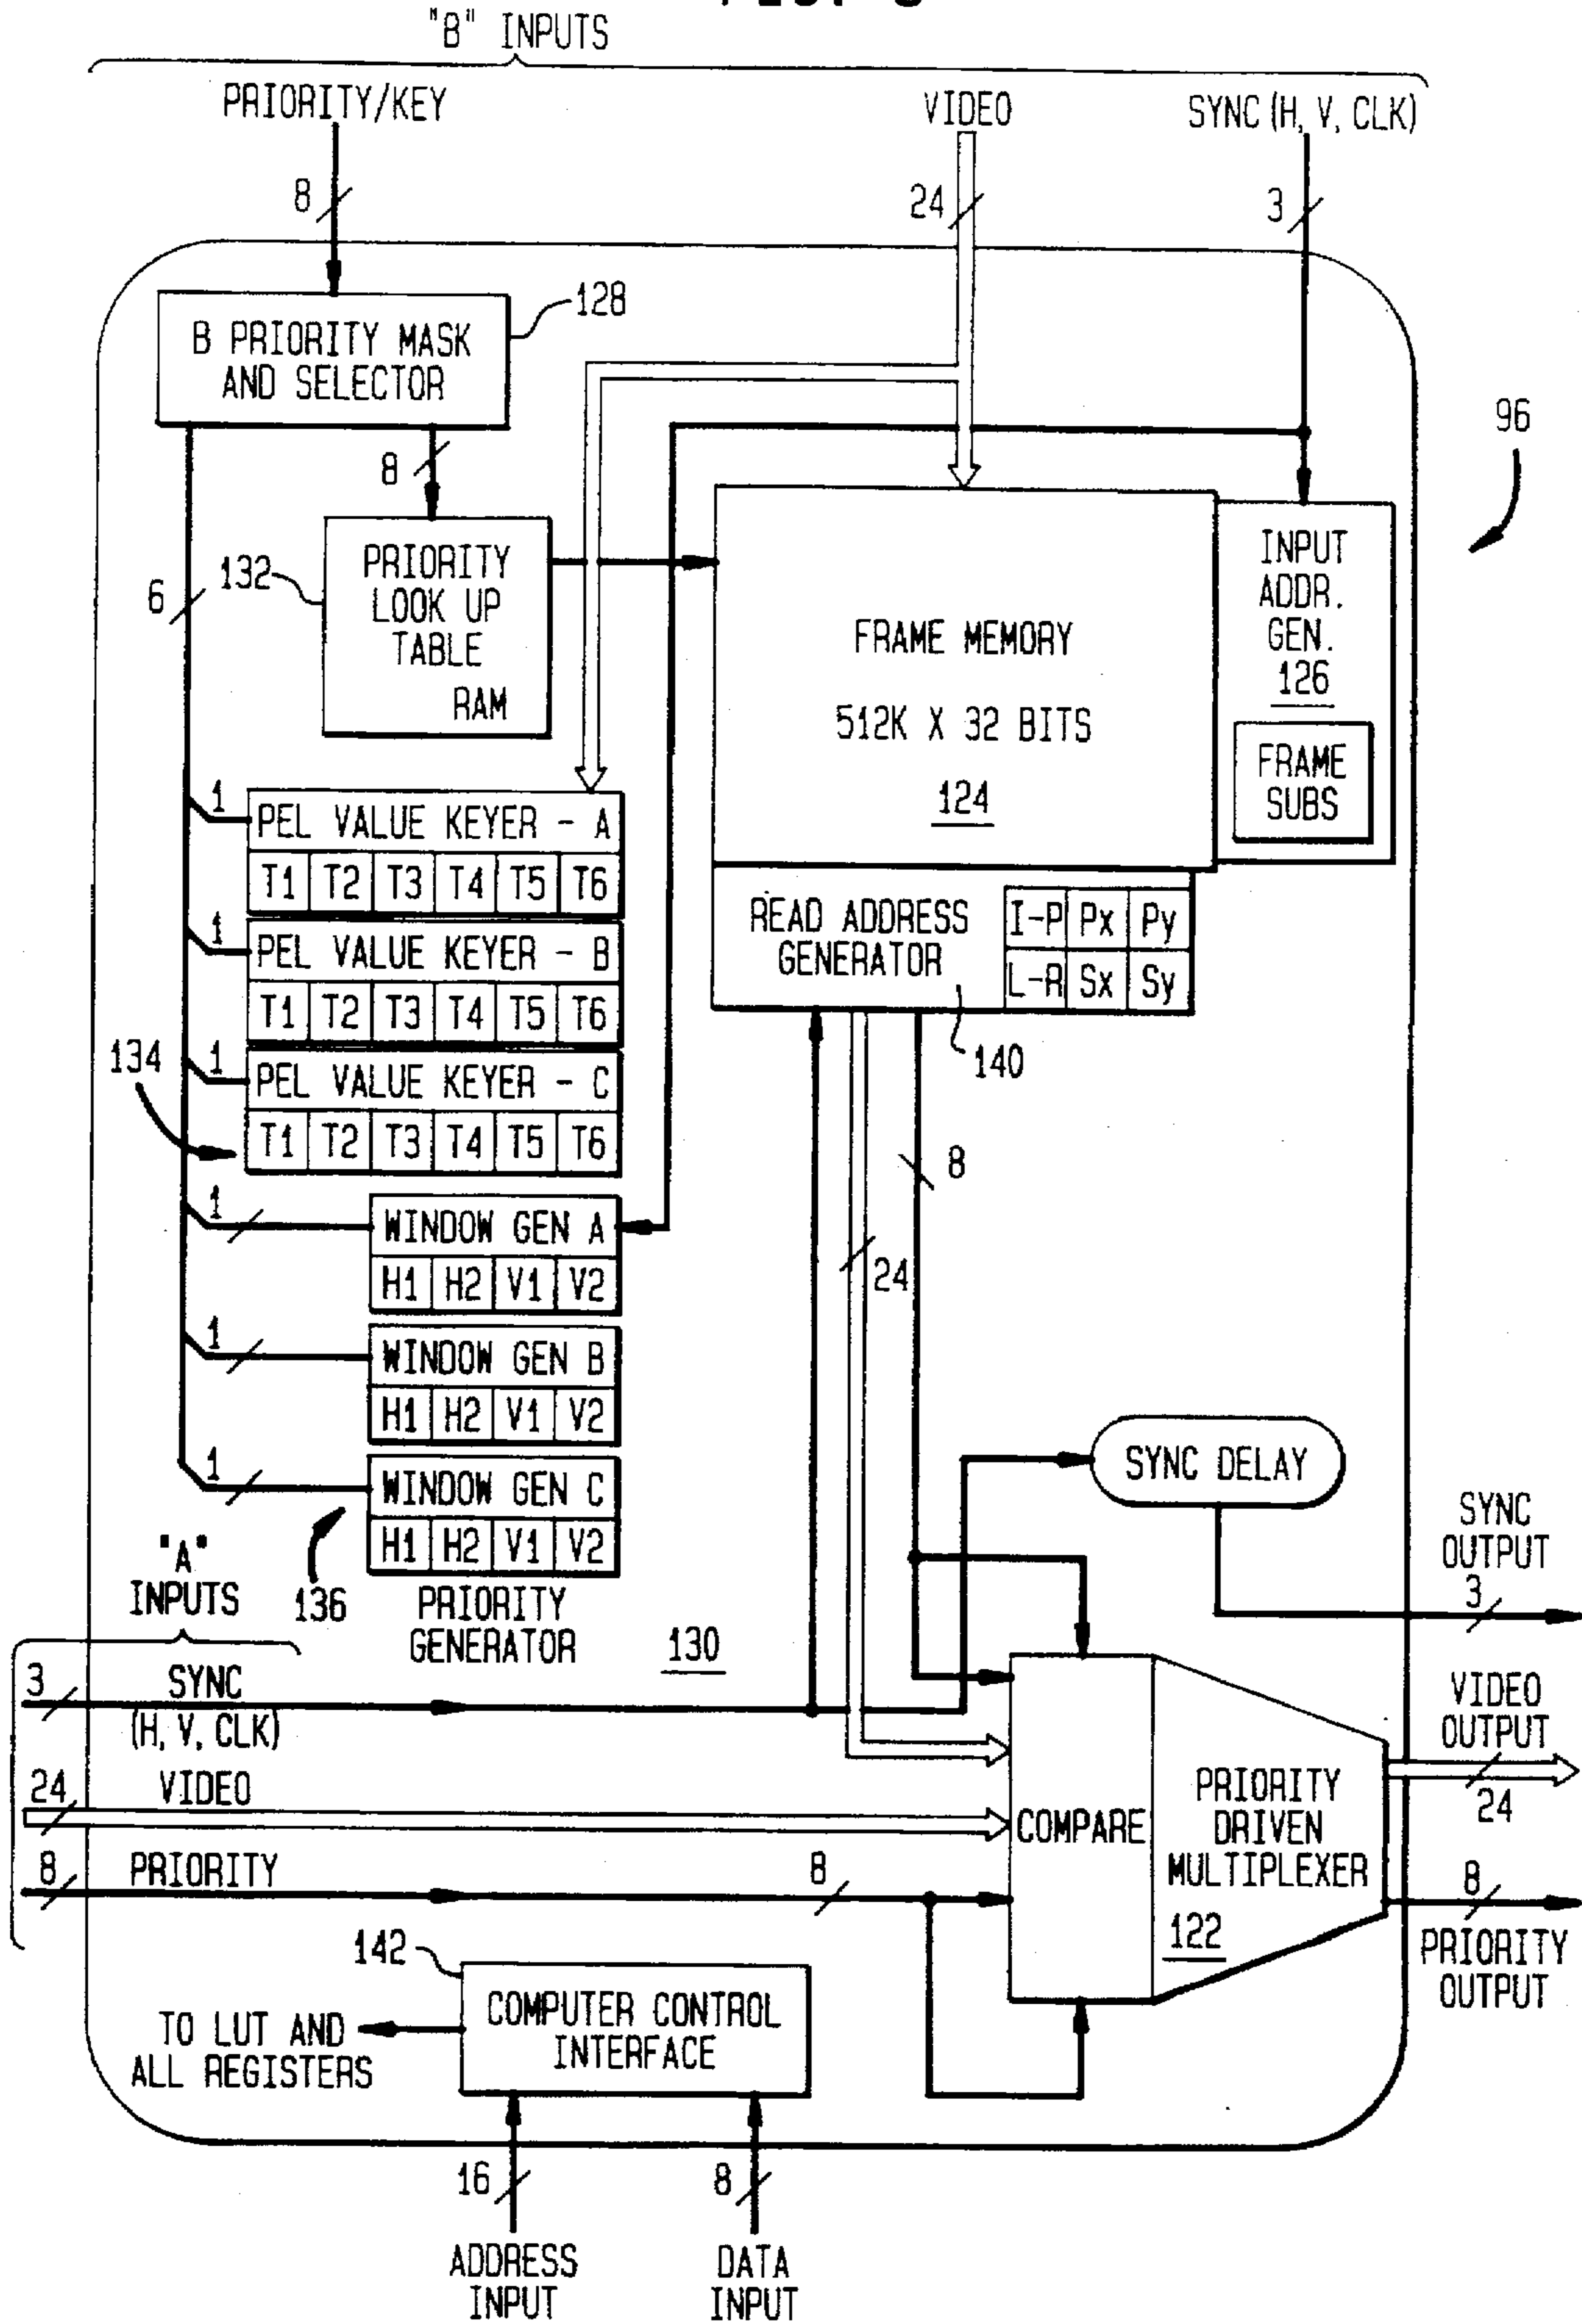 "B" INPUTS
PRIORITY/KEY
VIDEO
SYNC (H, V, CLK)
8
24
3
B PRIORITY MASK
AND SELECTOR
128
96
8
6
132
PRIORITY
LOOK UP
TABLE
RAM
FRAME MEMORY
512K X 32 BITS
124
INPUT
ADDR.
GEN.
126
FRAME
SUBS
1
PEL VALUE KEYER - A
T1 T2 T3 T4 T5 T6
1
PEL VALUE KEYER - B
T1 T2 T3 T4 T5 T6
1
PEL VALUE KEYER - C
T1 T2 T3 T4 T5 T6
134
READ ADDRESS
GENERATOR
I-P Px Py
L-R Sx Sy
140
8
24
1
WINDOW GEN A
H1 H2 V1 V2
1
WINDOW GEN B
H1 H2 V1 V2
1
WINDOW GEN C
H1 H2 V1 V2
136
PRIORITY
GENERATOR
130
SYNC DELAY
SYNC
OUTPUT
3
"A"
INPUTS
3
SYNC
(H, V, CLK)
24
VIDEO
8
PRIORITY
8
COMPARE
PRIORITY
DRIVEN
MULTIPLEXER
122
VIDEO
OUTPUT
24
8
PRIORITY
OUTPUT
142
COMPUTER CONTROL
INTERFACE
TO LUT AND
ALL REGISTERS
16
8
ADDRESS
INPUT
DATA
INPUT